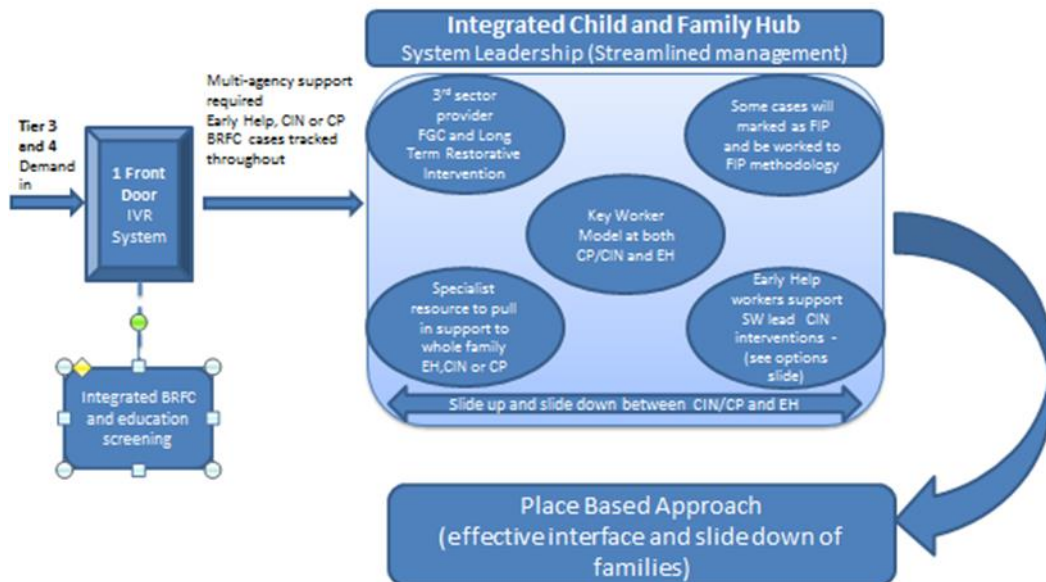 Integrated Child and Family Hub
System Leadership (Streamlined management)
Tier 3
and 4
Demand
in
1 Front
Door
IVR
System
Integrated BRFC
and education
screening
Multi-agency support
required
Early Help, CIN or CP
BRFC cases tracked
throughout
3rd sector
provider
FGC and Long
Term Restorative
Intervention
Some cases will
marked as FIP
and be worked to
FIP methodology
Key Worker
Model at both
CP/CIN and EH
Specialist
resource to pull
in support to
whole family
EH,CIN or CP
Early Help
workers support
SW lead CIN
interventions -
(see options
slide)
Slide up and slide down between CIN/CP and EH
Place Based Approach
(effective interface and slide down of
families)